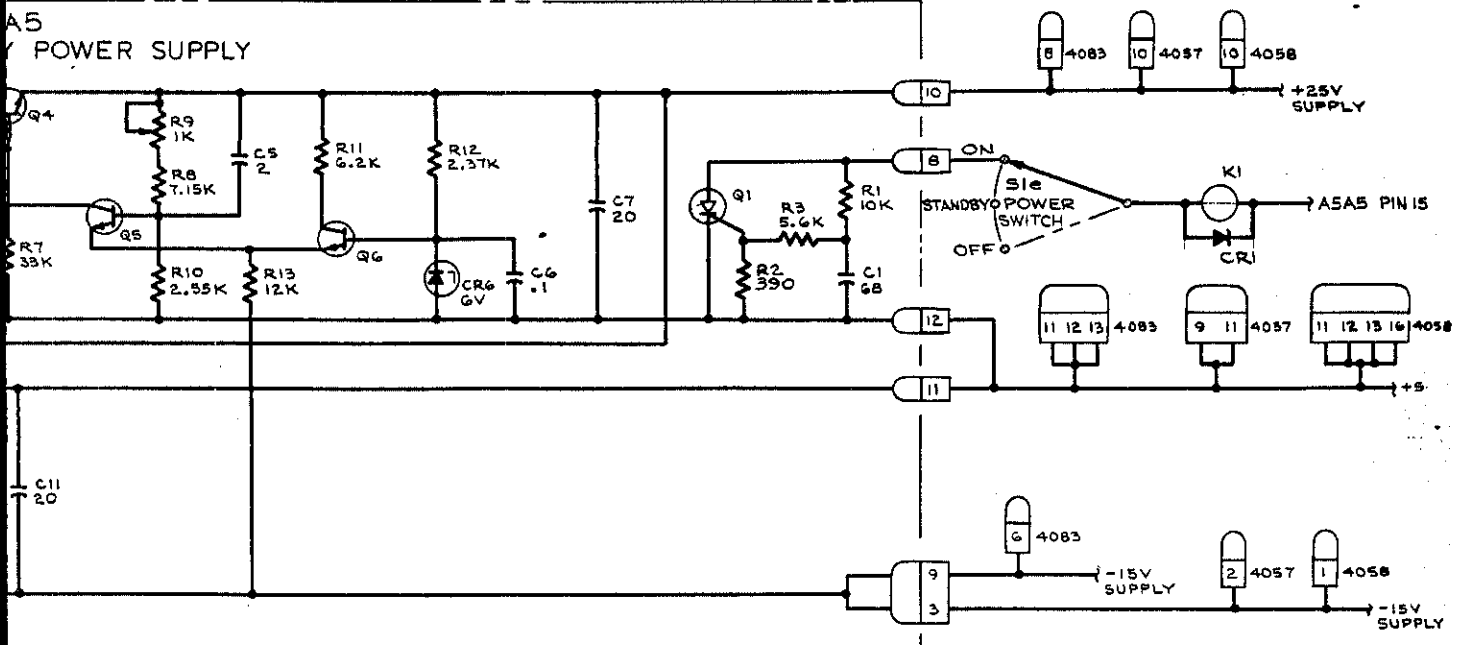 A5
Y POWER SUPPLY
Q4
R9
1K
R8
7.15K
C5
2
R11
6.2K
R12
2.37K
Q5
Q6
R7
33K
R10
2.55K
R13
12K
CR6
6V
C6
.1
C7
20
Q1
R3
5.6K
R1
10K
R2
390
C1
68
C11
20
10
8
12
11
9
3
8 4083
10 4057
10 4058
+25V
SUPPLY
ON
S1e
STANDBY POWER
SWITCH
OFF
K1
CR1
A5A5 PIN 15
11 12 13 4083
9 11 4057
11 12 13 16 4058
+5
6 4083
-15V
SUPPLY
2 4057
1 4058
-15V
SUPPLY